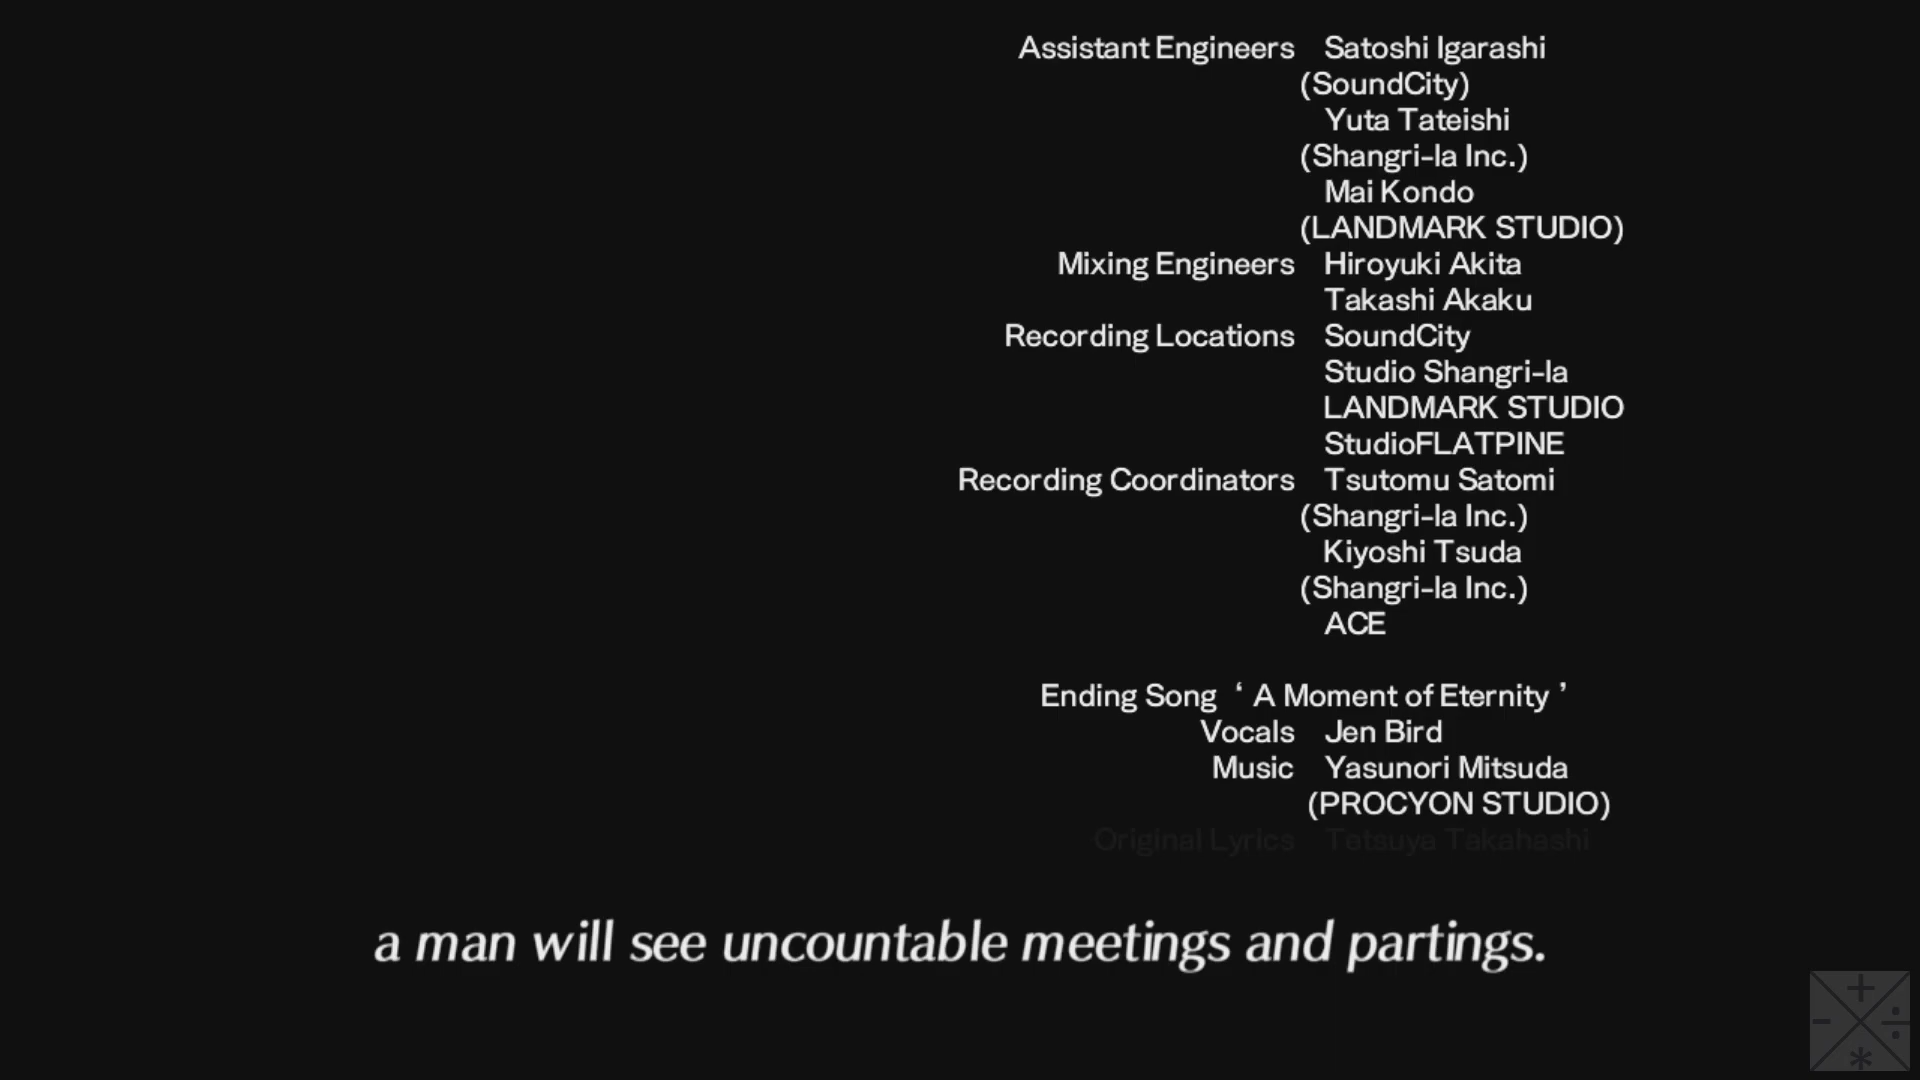 Assistant Engineers Satoshi Igarashi
(SoundCity)
Yuta Tateishi
(Shangri-la Inc.)
Mai Kondo
(LANDMARK STUDIO)
Mixing Engineers Hiroyuki Akita
Takashi Akaku
Recording Locations SoundCity
Studio Shangri-la
LANDMARK STUDIO
StudioFLATPINE
Recording Coordinators Tsutomu Satomi
(Shangri-la Inc.)
Kiyoshi Tsuda
(Shangri-la Inc.)
ACE
Ending Song ‘ A Moment of Eternity ’
Vocals Jen Bird
Music Yasunori Mitsuda
(PROCYON STUDIO)
Original Lyrics Tetsuya Takahashi
a man will see uncountable meetings and partings.